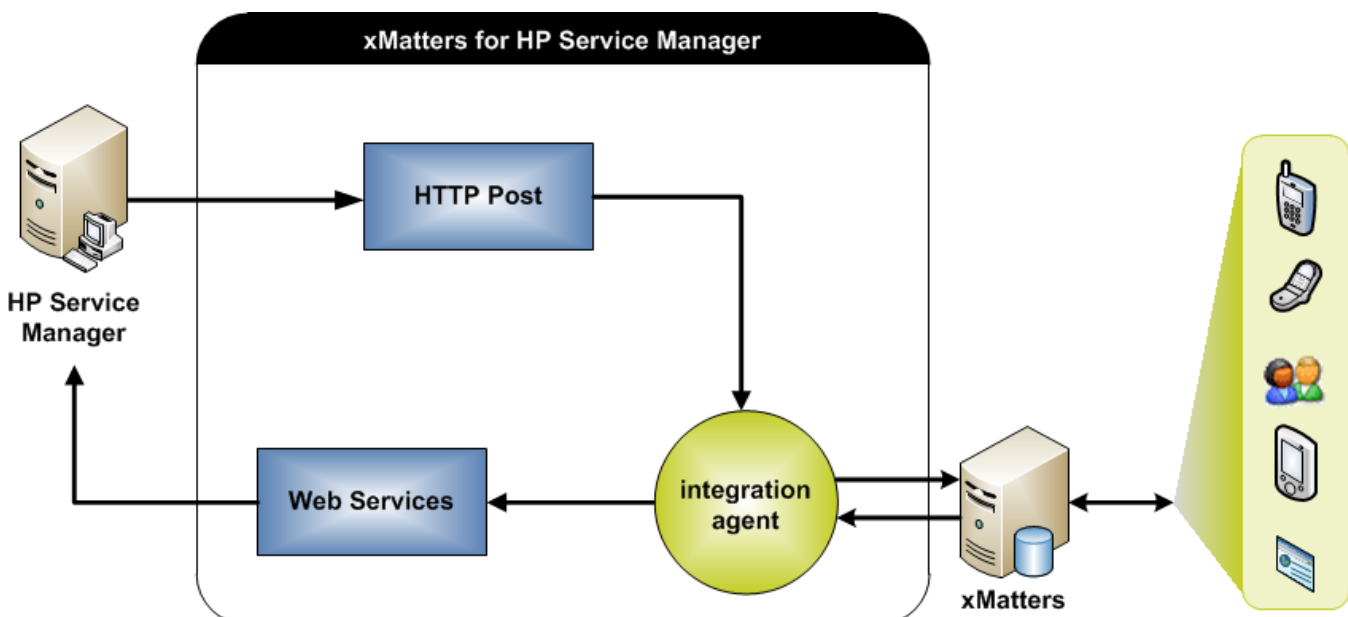 xMatters for HP Service Manager
HTTP Post
HP Service
Manager
Web Services
integration
agent
xMatters